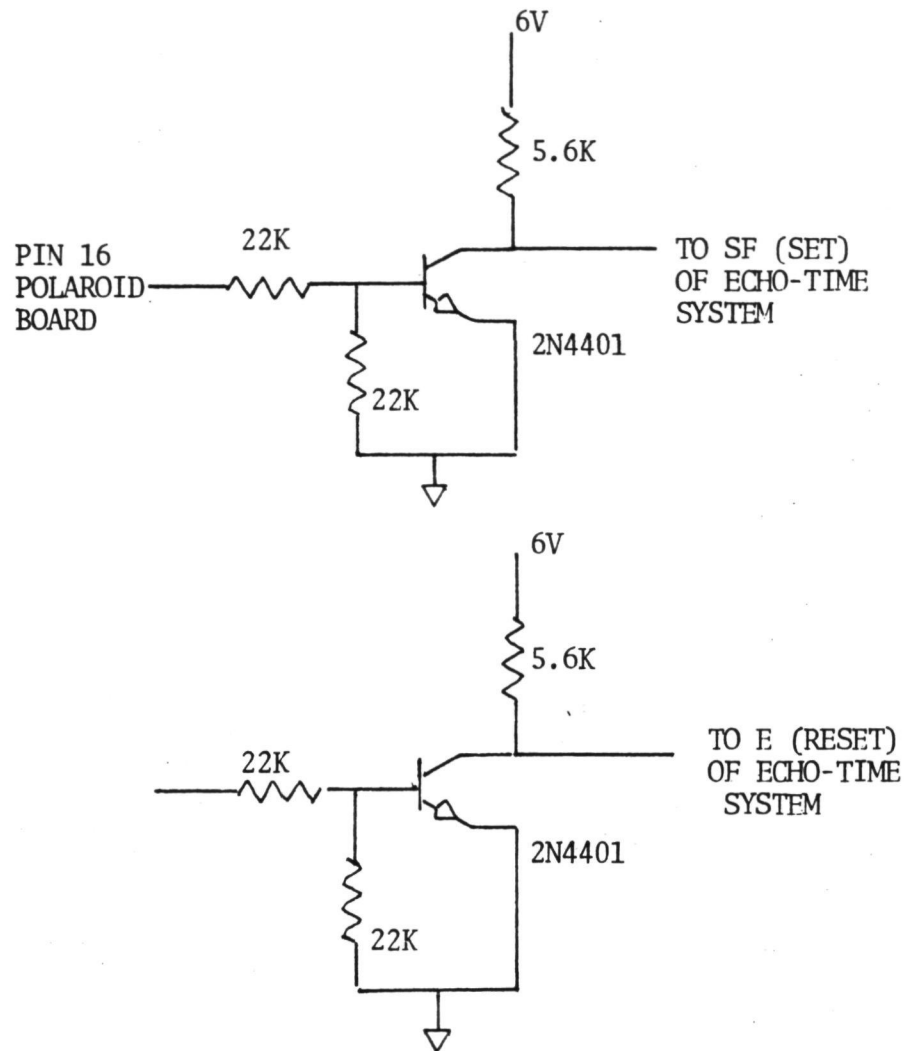 6V
5.6K
22K
PIN 16
POLAROID
BOARD
TO SF (SET)
OF ECHO-TIME
SYSTEM
2N4401
22K
6V
5.6K
22K
TO E (RESET)
OF ECHO-TIME
SYSTEM
2N4401
22K